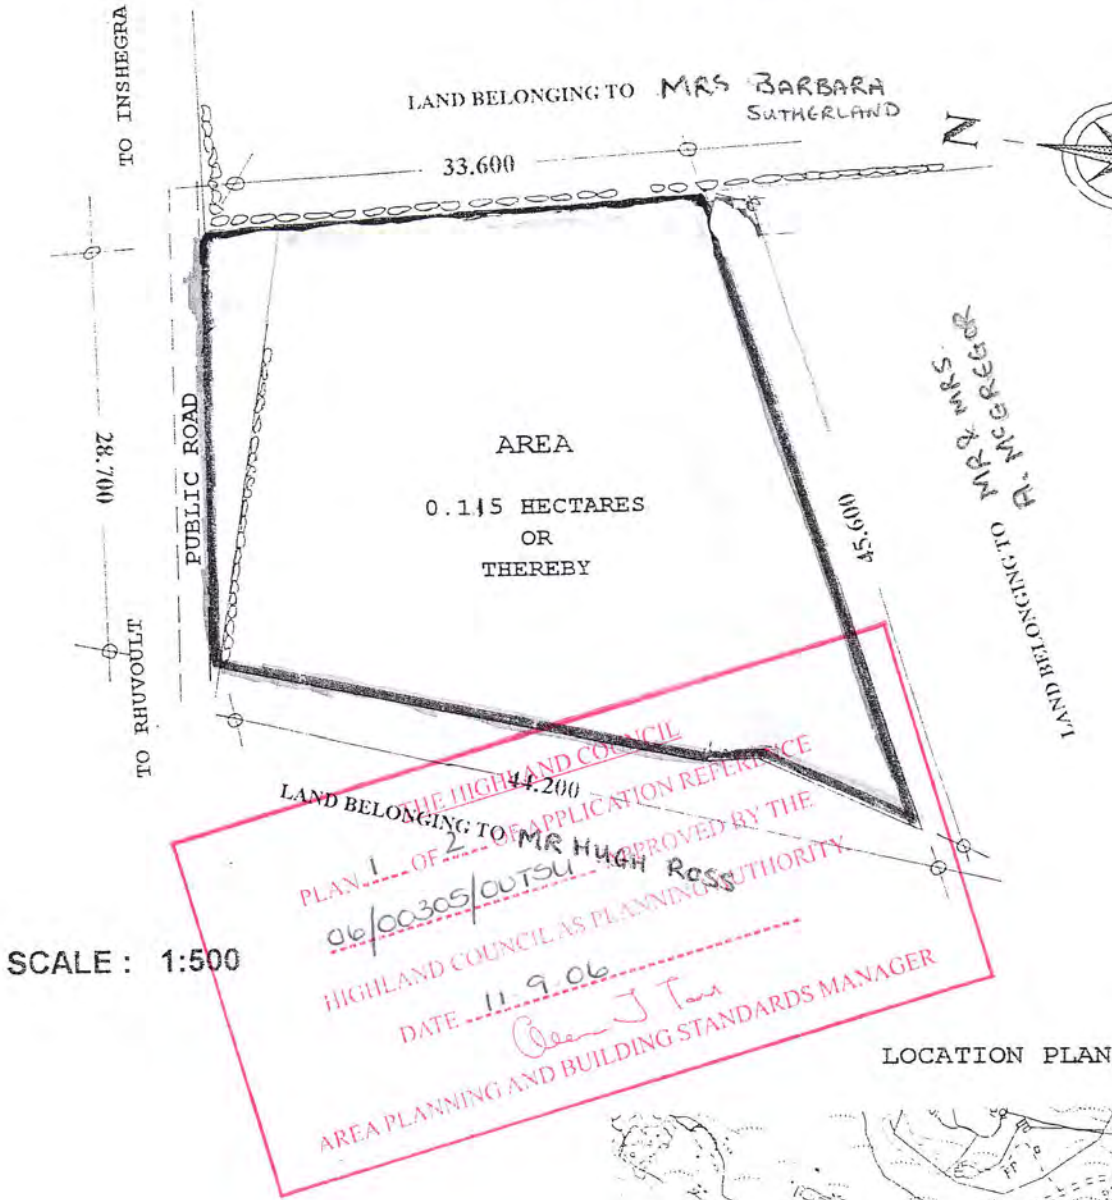 TO INSHEGRA
LAND BELONGING TO MRS BARBARA
SUTHERLAND
N
33.600
28.700
PUBLIC ROAD
AREA
0.115 HECTARES
OR
THEREBY
45.600
LAND BELONGING TO MR & MRS
A. McGREGOR
TO RHUVOULT
44.200
LAND BELONGING TO MR HUGH ROSS
THE HIGHLAND COUNCIL
PLAN 1 OF 2 OF APPLICATION REFERENCE
06/00305/OUTSU APPROVED BY THE
HIGHLAND COUNCIL AS PLANNING AUTHORITY
DATE 11.9.06
AREA PLANNING AND BUILDING STANDARDS MANAGER
SCALE : 1:500
LOCATION PLAN